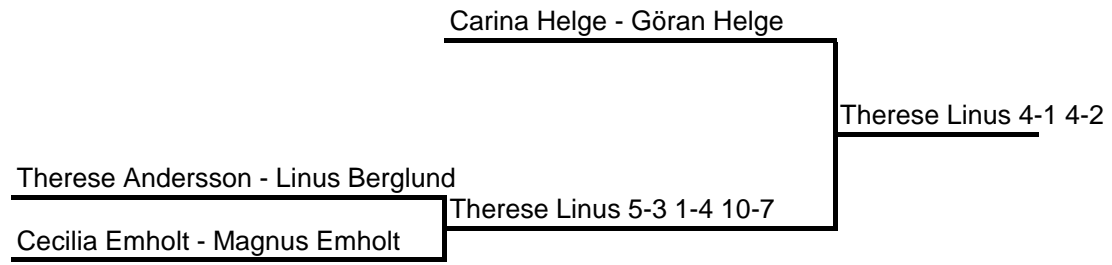 Carina Helge - Göran Helge
Therese Linus 4-1 4-2
Therese Andersson - Linus Berglund
Therese Linus 5-3 1-4 10-7
Cecilia Emholt - Magnus Emholt